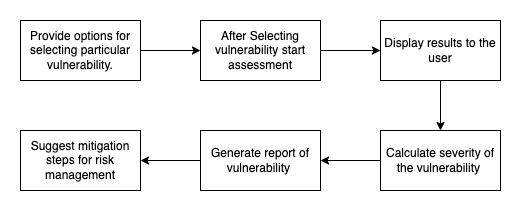 Provide options for
selecting particular
vulnerability.
After Selecting
vulnerability start
assessment
Display results to the
user
Calculate severity of
the vulnerability
Generate report of
vulnerability
Suggest mitigation
steps for risk
management